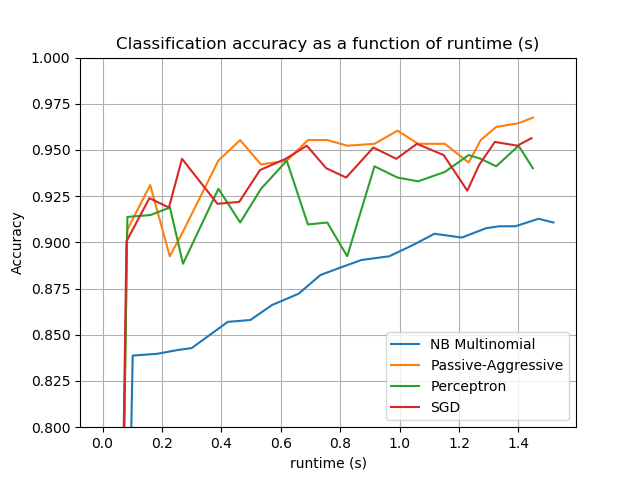 Classification accuracy as a function of runtime (s)
1.000
0.975
0.950
0.925
0.900
0.875
0.850
0.825
0.800
Accuracy
NB Multinomial
Passive-Aggressive
Perceptron
SGD
0.0 0.2 0.4 0.6 0.8 1.0 1.2 1.4
runtime (s)